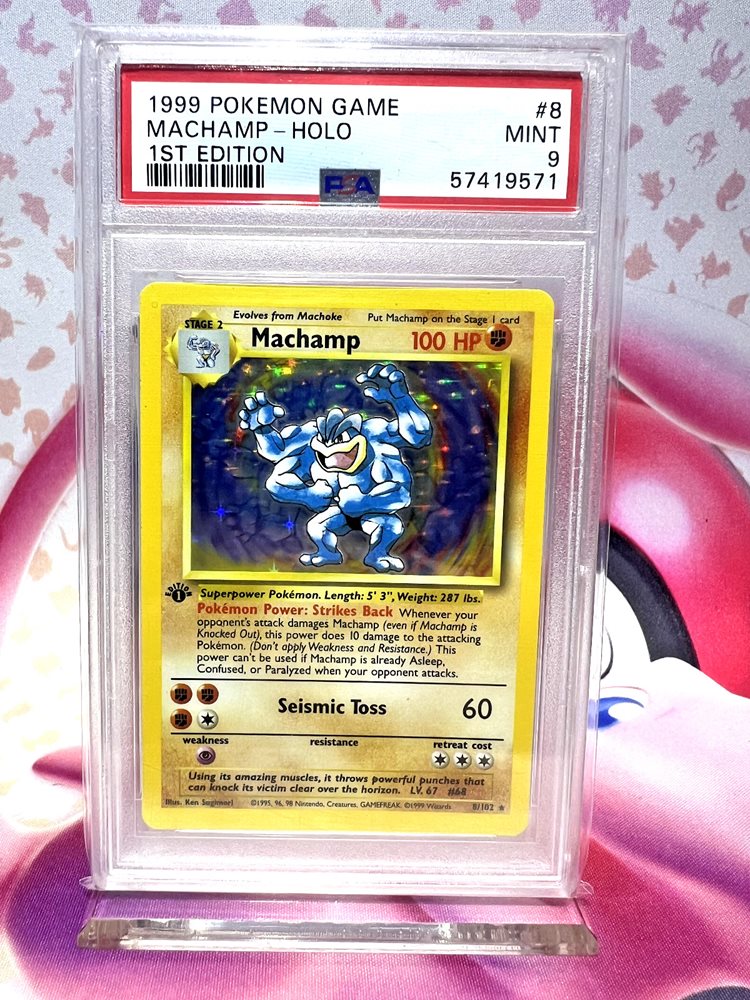 1999 POKEMON GAME #8
MACHAMP - HOLO MINT
1ST EDITION 9
PSA 57419571
Evolves from Machoke Put Machamp on the Stage 1 card
STAGE 2
Machamp 100 HP
EDITION 1
Superpower Pokémon. Length: 5' 3", Weight: 287 lbs.
Pokémon Power: Strikes Back Whenever your
opponent's attack damages Machamp (even if Machamp is
Knocked Out), this power does 10 damage to the attacking
Pokémon. (Don't apply Weakness and Resistance.) This
power can't be used if Machamp is already Asleep,
Confused, or Paralyzed when your opponent attacks.
Seismic Toss 60
weakness resistance retreat cost
Using its amazing muscles, it throws powerful punches that
can knock its victim clear over the horizon. LV. 67 #68
Illus. Ken Sugimori ©1995, 96, 98 Nintendo, Creatures, GAMEFREAK. ©1999 Wizards 8/102